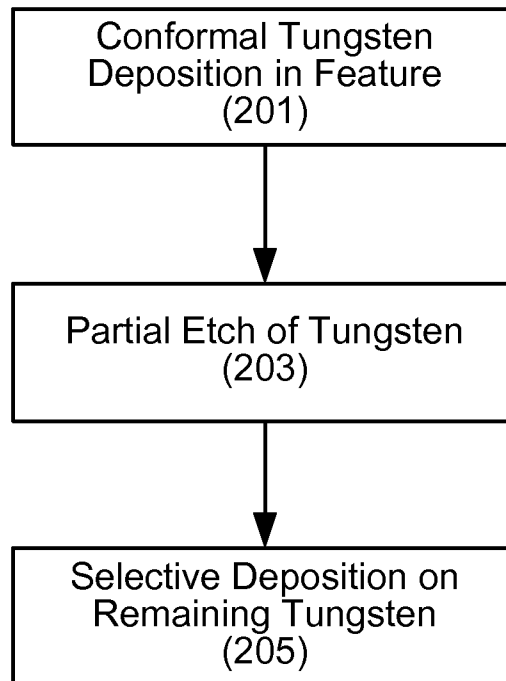 Conformal Tungsten
Deposition in Feature
(201)
Partial Etch of Tungsten
(203)
Selective Deposition on
Remaining Tungsten
(205)